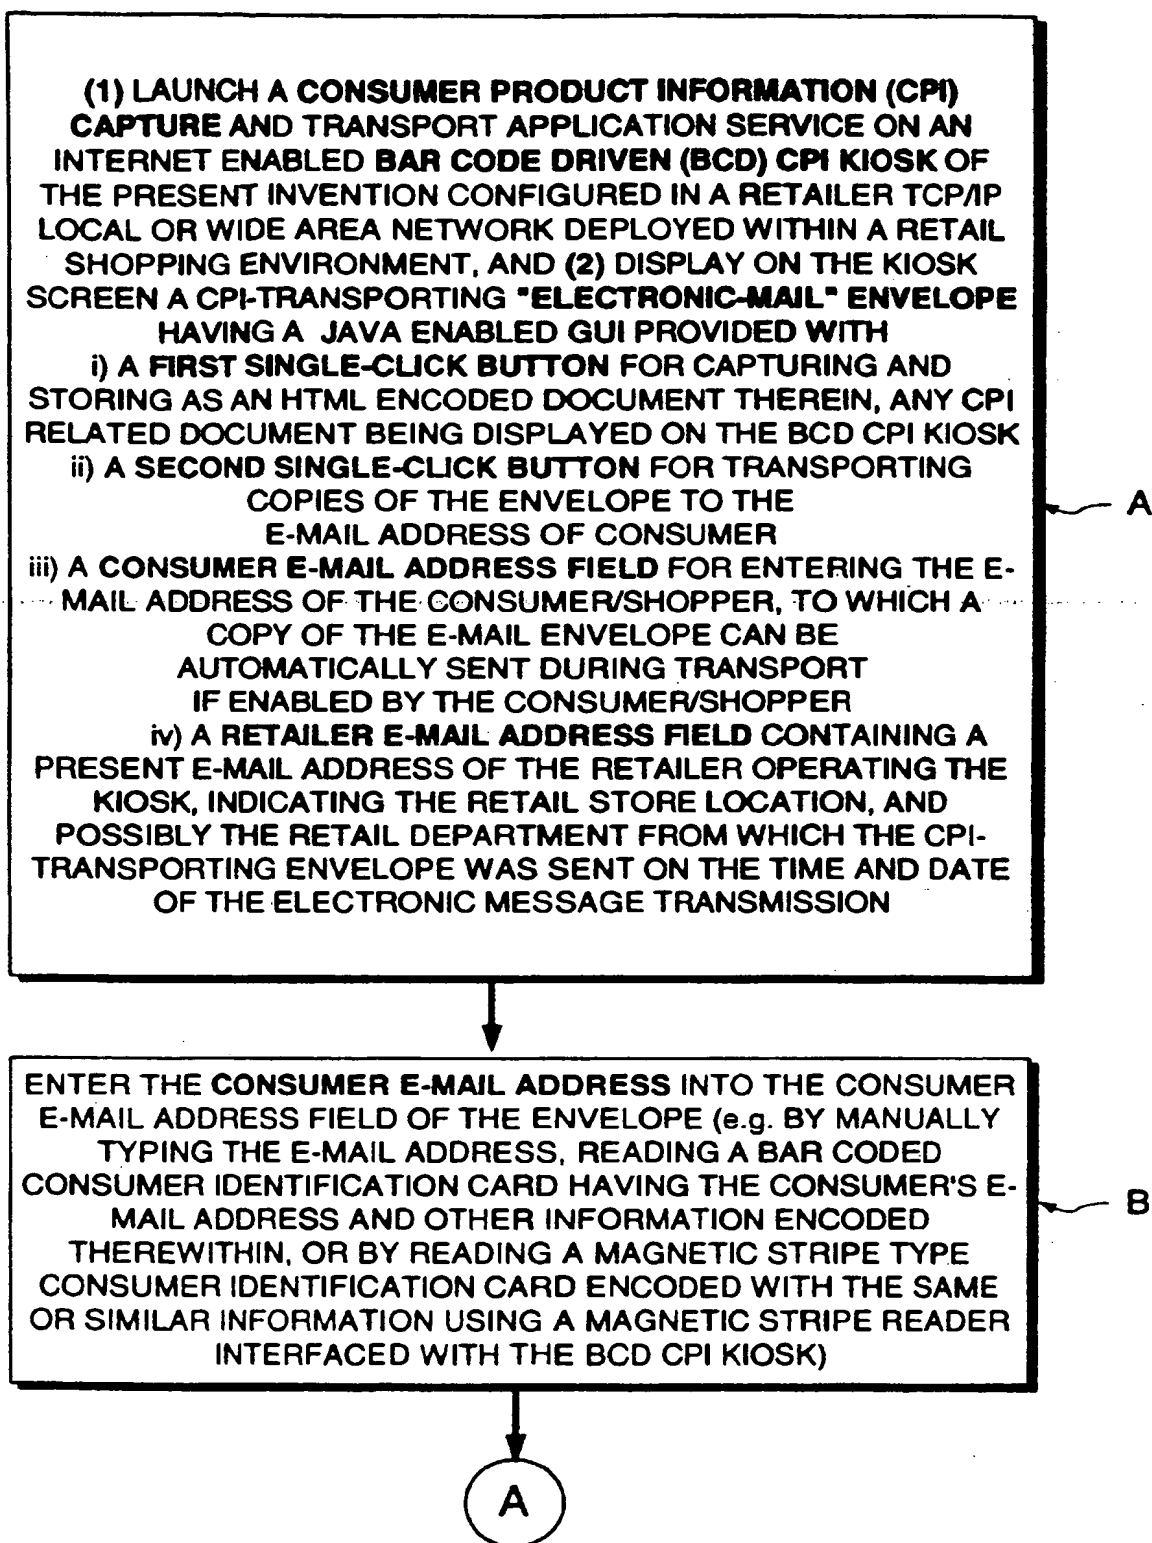 (1) LAUNCH A CONSUMER PRODUCT INFORMATION (CPI)
CAPTURE AND TRANSPORT APPLICATION SERVICE ON AN
INTERNET ENABLED BAR CODE DRIVEN (BCD) CPI KIOSK OF
THE PRESENT INVENTION CONFIGURED IN A RETAILER TCP/IP
LOCAL OR WIDE AREA NETWORK DEPLOYED WITHIN A RETAIL
SHOPPING ENVIRONMENT, AND (2) DISPLAY ON THE KIOSK
SCREEN A CPI-TRANSPORTING "ELECTRONIC-MAIL" ENVELOPE
HAVING A JAVA ENABLED GUI PROVIDED WITH
i) A FIRST SINGLE-CLICK BUTTON FOR CAPTURING AND
STORING AS AN HTML ENCODED DOCUMENT THEREIN, ANY CPI
RELATED DOCUMENT BEING DISPLAYED ON THE BCD CPI KIOSK
ii) A SECOND SINGLE-CLICK BUTTON FOR TRANSPORTING
COPIES OF THE ENVELOPE TO THE
E-MAIL ADDRESS OF CONSUMER
iii) A CONSUMER E-MAIL ADDRESS FIELD FOR ENTERING THE E-
MAIL ADDRESS OF THE CONSUMER/SHOPPER, TO WHICH A
COPY OF THE E-MAIL ENVELOPE CAN BE
AUTOMATICALLY SENT DURING TRANSPORT
IF ENABLED BY THE CONSUMER/SHOPPER
iv) A RETAILER E-MAIL ADDRESS FIELD CONTAINING A
PRESENT E-MAIL ADDRESS OF THE RETAILER OPERATING THE
KIOSK, INDICATING THE RETAIL STORE LOCATION, AND
POSSIBLY THE RETAIL DEPARTMENT FROM WHICH THE CPI-
TRANSPORTING ENVELOPE WAS SENT ON THE TIME AND DATE
OF THE ELECTRONIC MESSAGE TRANSMISSION
A
ENTER THE CONSUMER E-MAIL ADDRESS INTO THE CONSUMER
E-MAIL ADDRESS FIELD OF THE ENVELOPE (e.g. BY MANUALLY
TYPING THE E-MAIL ADDRESS, READING A BAR CODED
CONSUMER IDENTIFICATION CARD HAVING THE CONSUMER'S E-
MAIL ADDRESS AND OTHER INFORMATION ENCODED
THEREWITHIN, OR BY READING A MAGNETIC STRIPE TYPE
CONSUMER IDENTIFICATION CARD ENCODED WITH THE SAME
OR SIMILAR INFORMATION USING A MAGNETIC STRIPE READER
INTERFACED WITH THE BCD CPI KIOSK)
B
A